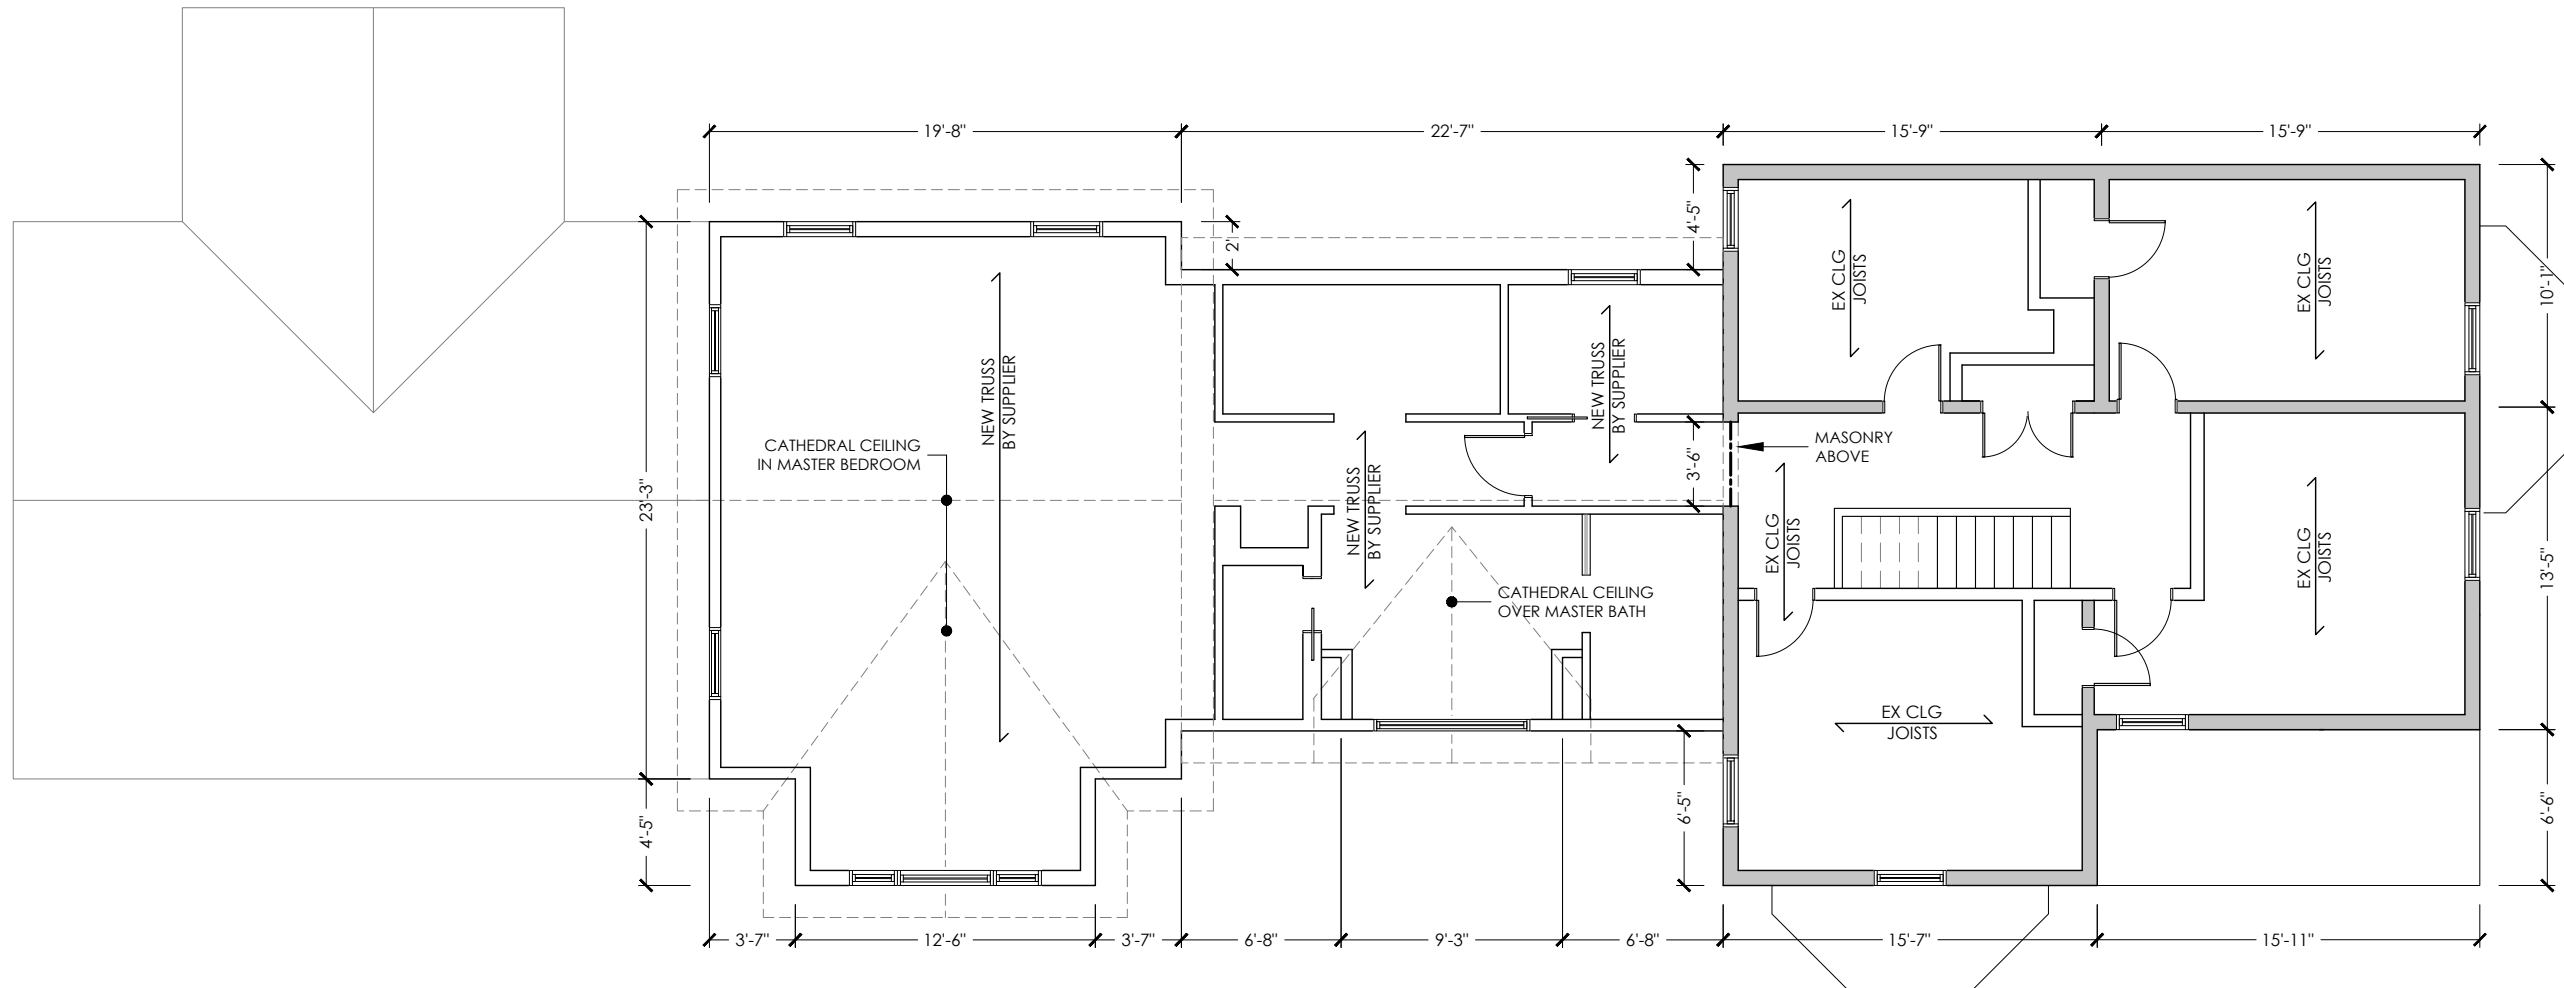 19'-8"
22'-7"
15'-9"
15'-9"
4'-5"
2'
10'-1"
EX CLG
JOISTS
EX CLG
JOISTS
NEW TRUSS
BY SUPPLIER
NEW TRUSS
BY SUPPLIER
CATHEDRAL CEILING
IN MASTER BEDROOM
MASONRY
ABOVE
3'-6"
23'-3"
NEW TRUSS
BY SUPPLIER
EX CLG
JOISTS
EX CLG
JOISTS
13'-5"
CATHEDRAL CEILING
OVER MASTER BATH
EX CLG
JOISTS
4'-5"
6'-5"
6'-6"
3'-7"
12'-6"
3'-7"
6'-8"
9'-3"
6'-8"
15'-7"
15'-11"